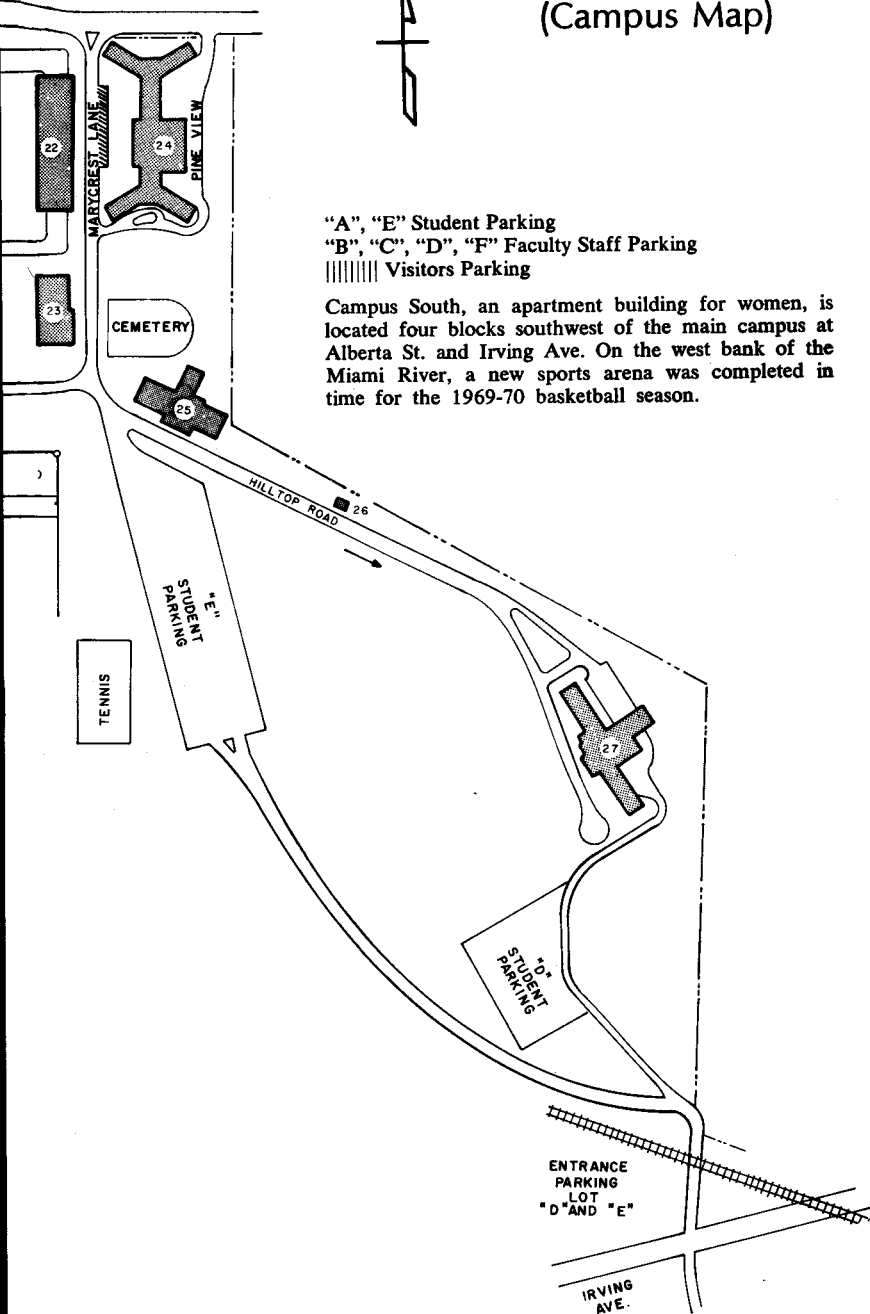 (Campus Map)
MARYCREST LANE
PINE VIEW
22
24
"A", "E" Student Parking
"B", "C", "D", "F" Faculty Staff Parking
|||||||||| Visitors Parking
23
CEMETERY
Campus South, an apartment building for women, is
located four blocks southwest of the main campus at
Alberta St. and Irving Ave. On the west bank of the
Miami River, a new sports arena was completed in
time for the 1969-70 basketball season.
25
HILLTOP ROAD
26
"E"
STUDENT
PARKING
TENNIS
27
"D"
STUDENT
PARKING
ENTRANCE
PARKING
LOT
"D" AND "E"
IRVING
AVE.